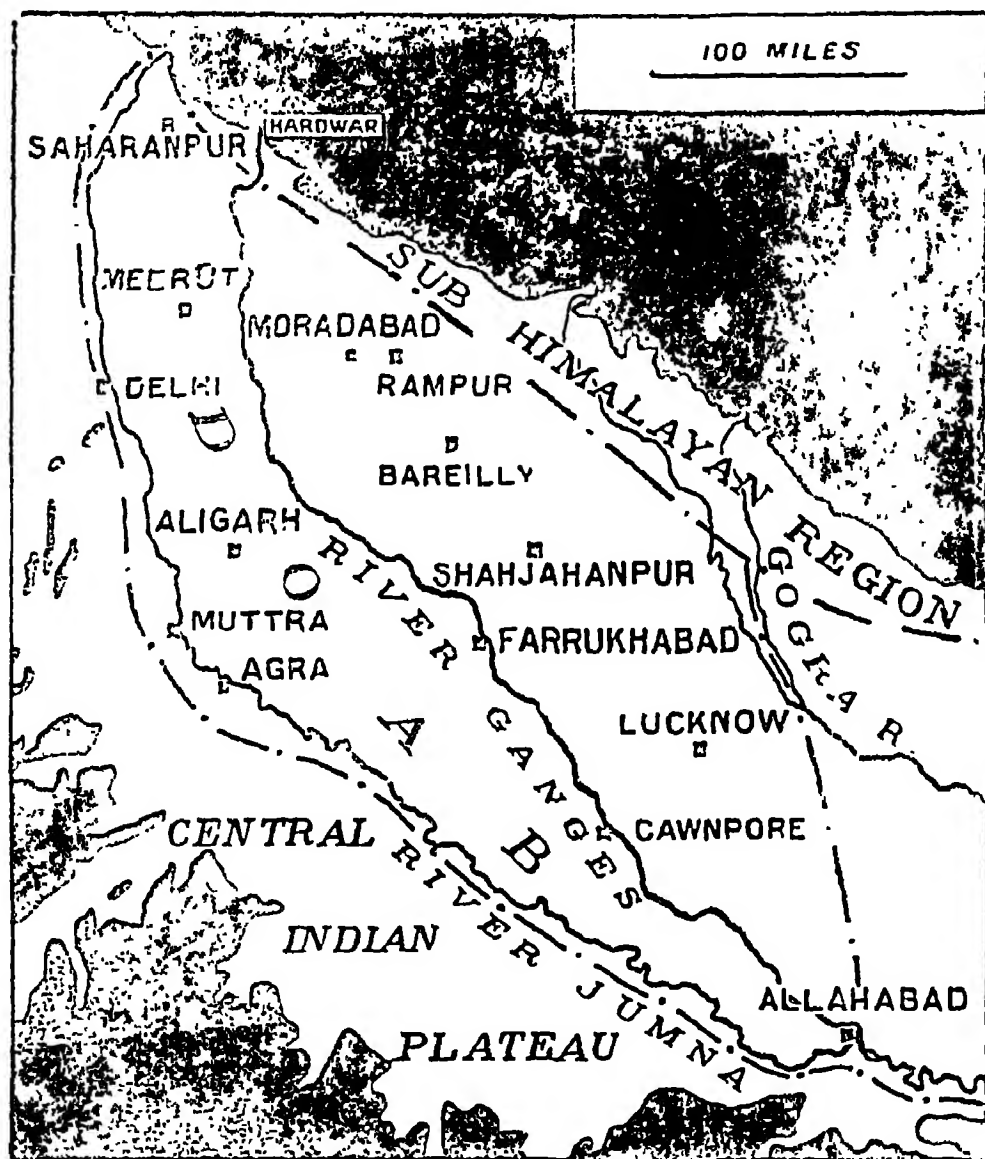 100 MILES
SAHARANPUR
HARDWAR
MEERUT
MORADABAD
RAMPUR
DELHI
BAREILLY
SUB HIMALAYAN REGION
ALIGARH
SHAHJAHANPUR
RIVER GANGES
GOGRA R.
MUTTRA
FARRUKHABAD
AGRA
LUCKNOW
DOAB
CAWNPORE
CENTRAL
INDIAN
PLATEAU
RIVER JUMNA
ALLAHABAD